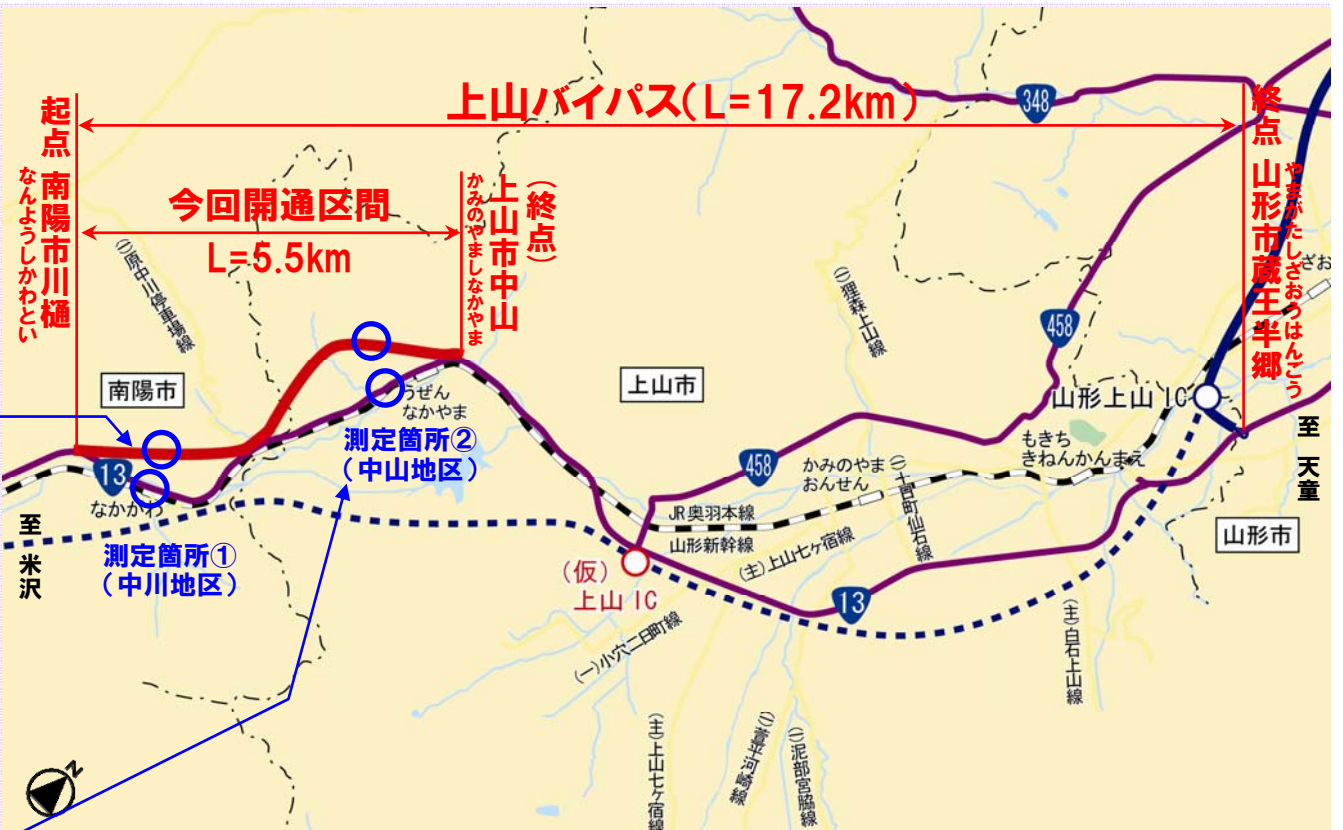 上山バイパス(L=17.2km)
起点 南陽市川樋
なんようしかわとい
今回開通区間
L=5.5km
(終点)
上山市中山
かみのやましなかやま
終点 山形市蔵王半郷
やまがたしざおうはんごう
348
(一)原中川停車場線
(一)狸森上山線
458
ざお
南陽市
上山市
山形上山IC
うぜん
なかやま
測定箇所②
(中山地区)
もきち
きねんかんまえ
至 天童
13
なかかわ
458
かみのやま
おんせん
(一)十日町仙石線
至 米沢
測定箇所①
(中川地区)
JR奥羽本線
山形新幹線
(主)上山七ヶ宿線
山形市
(仮)
上山IC
13
(一)小穴二日町線
(主)白石上山線
(主)上山七ケ宿線
(一)菅平河崎線
(一)泥部宮脇線
N